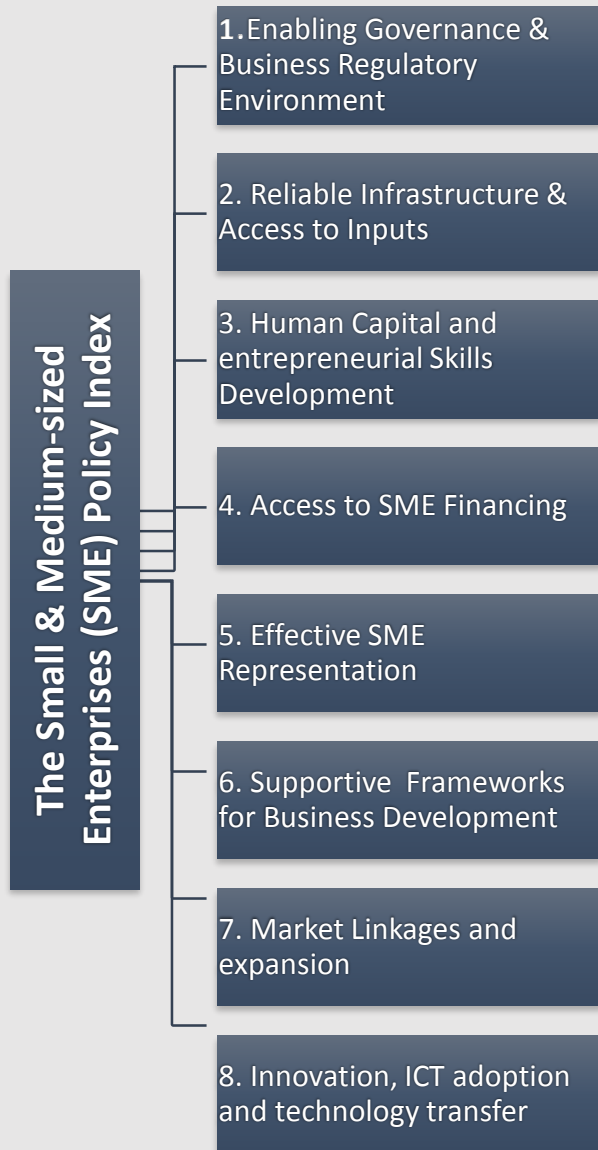 The Small & Medium-sized
Enterprises (SME) Policy Index
1.Enabling Governance &
Business Regulatory
Environment
2. Reliable Infrastructure &
Access to Inputs
3. Human Capital and
entrepreneurial Skills
Development
4. Access to SME Financing
5. Effective SME
Representation
6. Supportive  Frameworks
for Business Development
7. Market Linkages and
expansion
8. Innovation, ICT adoption
and technology transfer